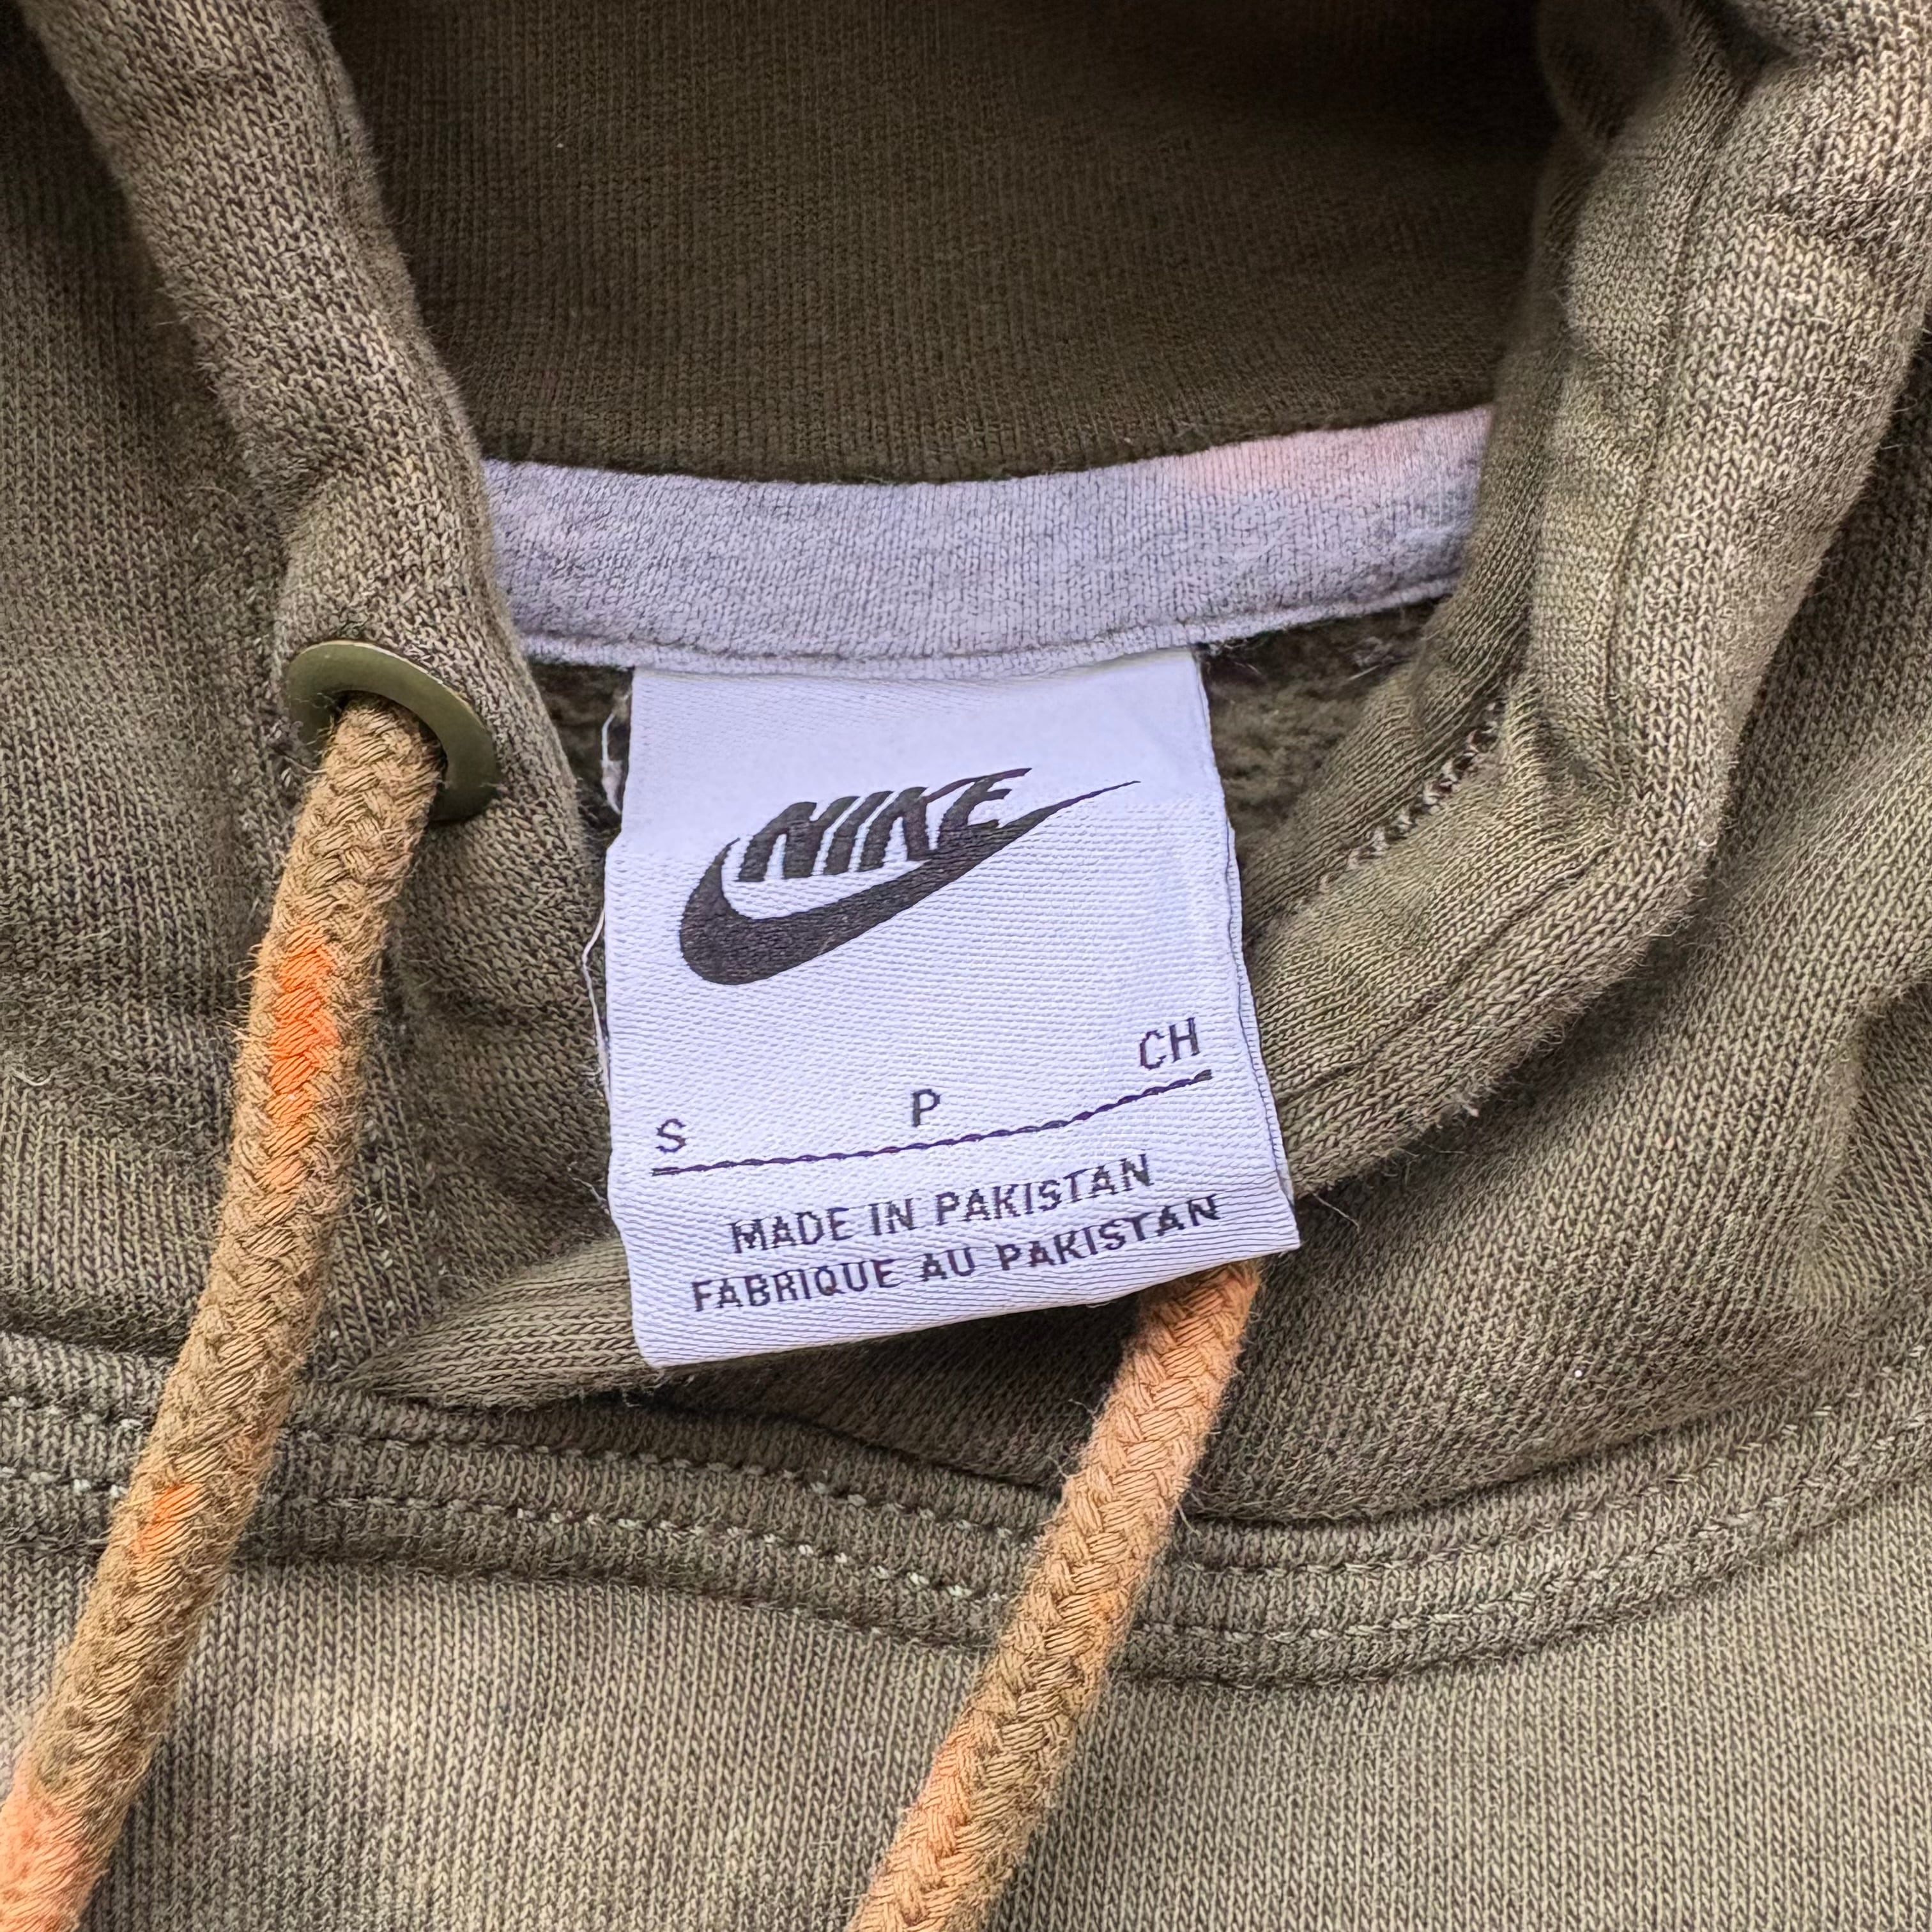 NIKE
S P CH
MADE IN PAKISTAN
FABRIQUE AU PAKISTAN